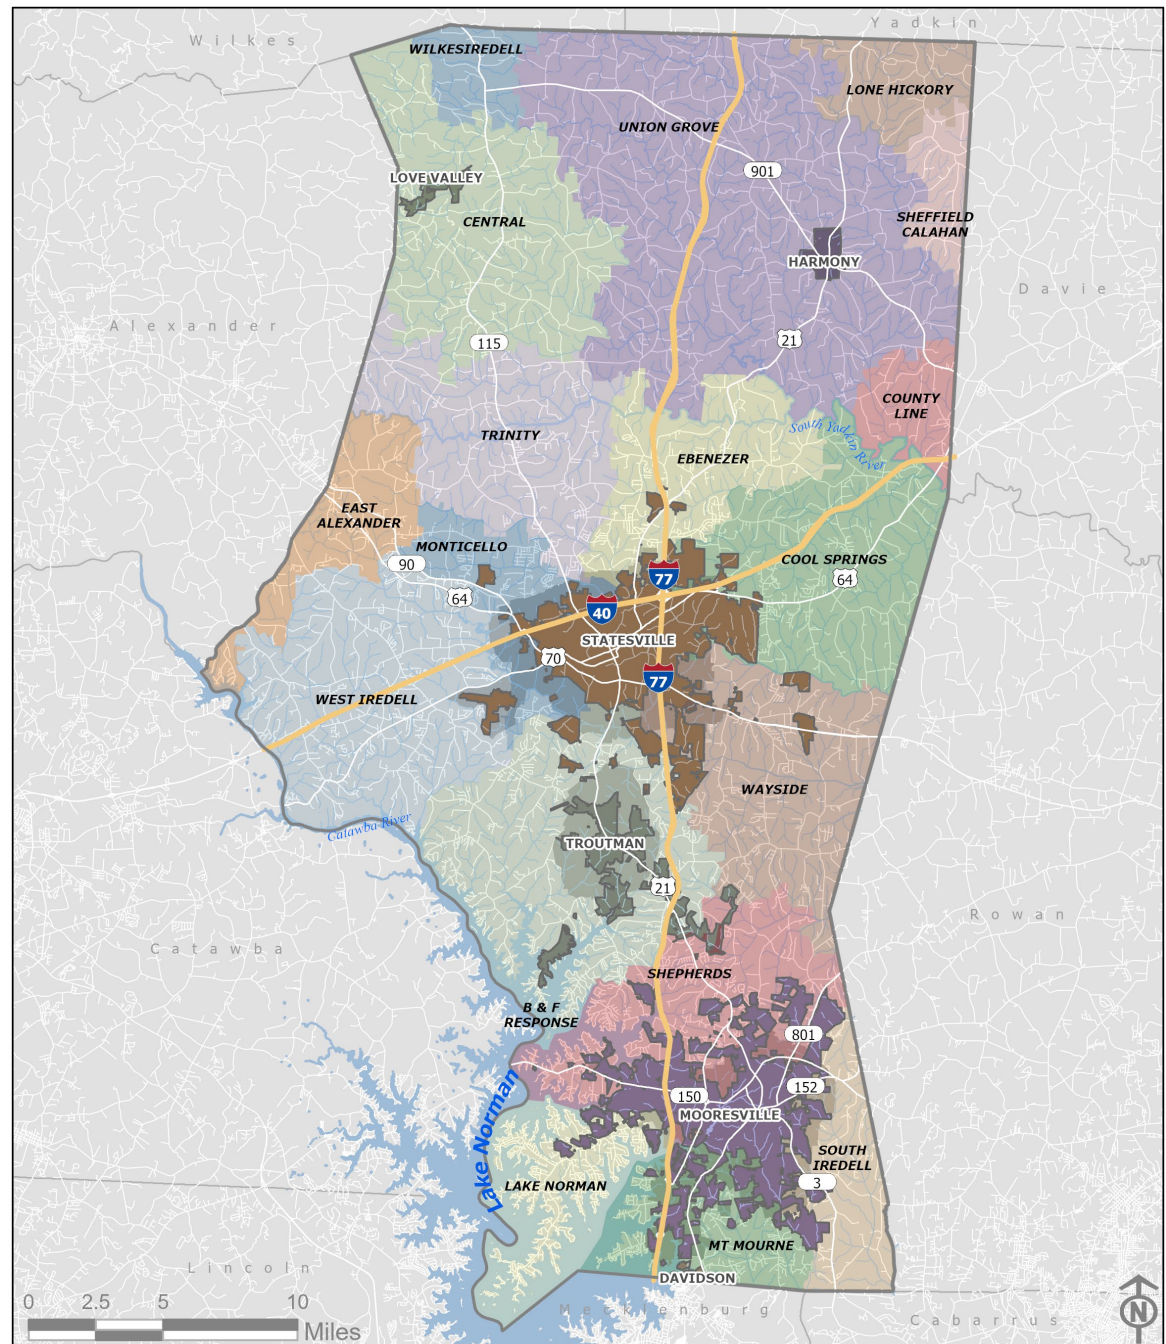 Yadkin
Wilkes
WILKESIREDELL
LONE HICKORY
UNION GROVE
901
LOVE VALLEY
CENTRAL
SHEFFIELD
CALAHAN
HARMONY
Davie
Alexander
115
21
COUNTY
LINE
South Yadkin
River
TRINITY
EBENEZER
EAST
ALEXANDER
MONTICELLO
90
COOL SPRINGS
77
64
64
40
STATESVILLE
70
77
WEST IREDELL
WAYSIDE
Catawba River
TROUTMAN
21
Rowan
Catawba
SHEPHERDS
B & F
RESPONSE
801
152
150
MOORESVILLE
Lake Norman
SOUTH
IREDELL
3
LAKE NORMAN
MT MOURNE
Lincoln
DAVIDSON
Mecklenburg
Cabarrus
0 2.5 5 10
Miles
N